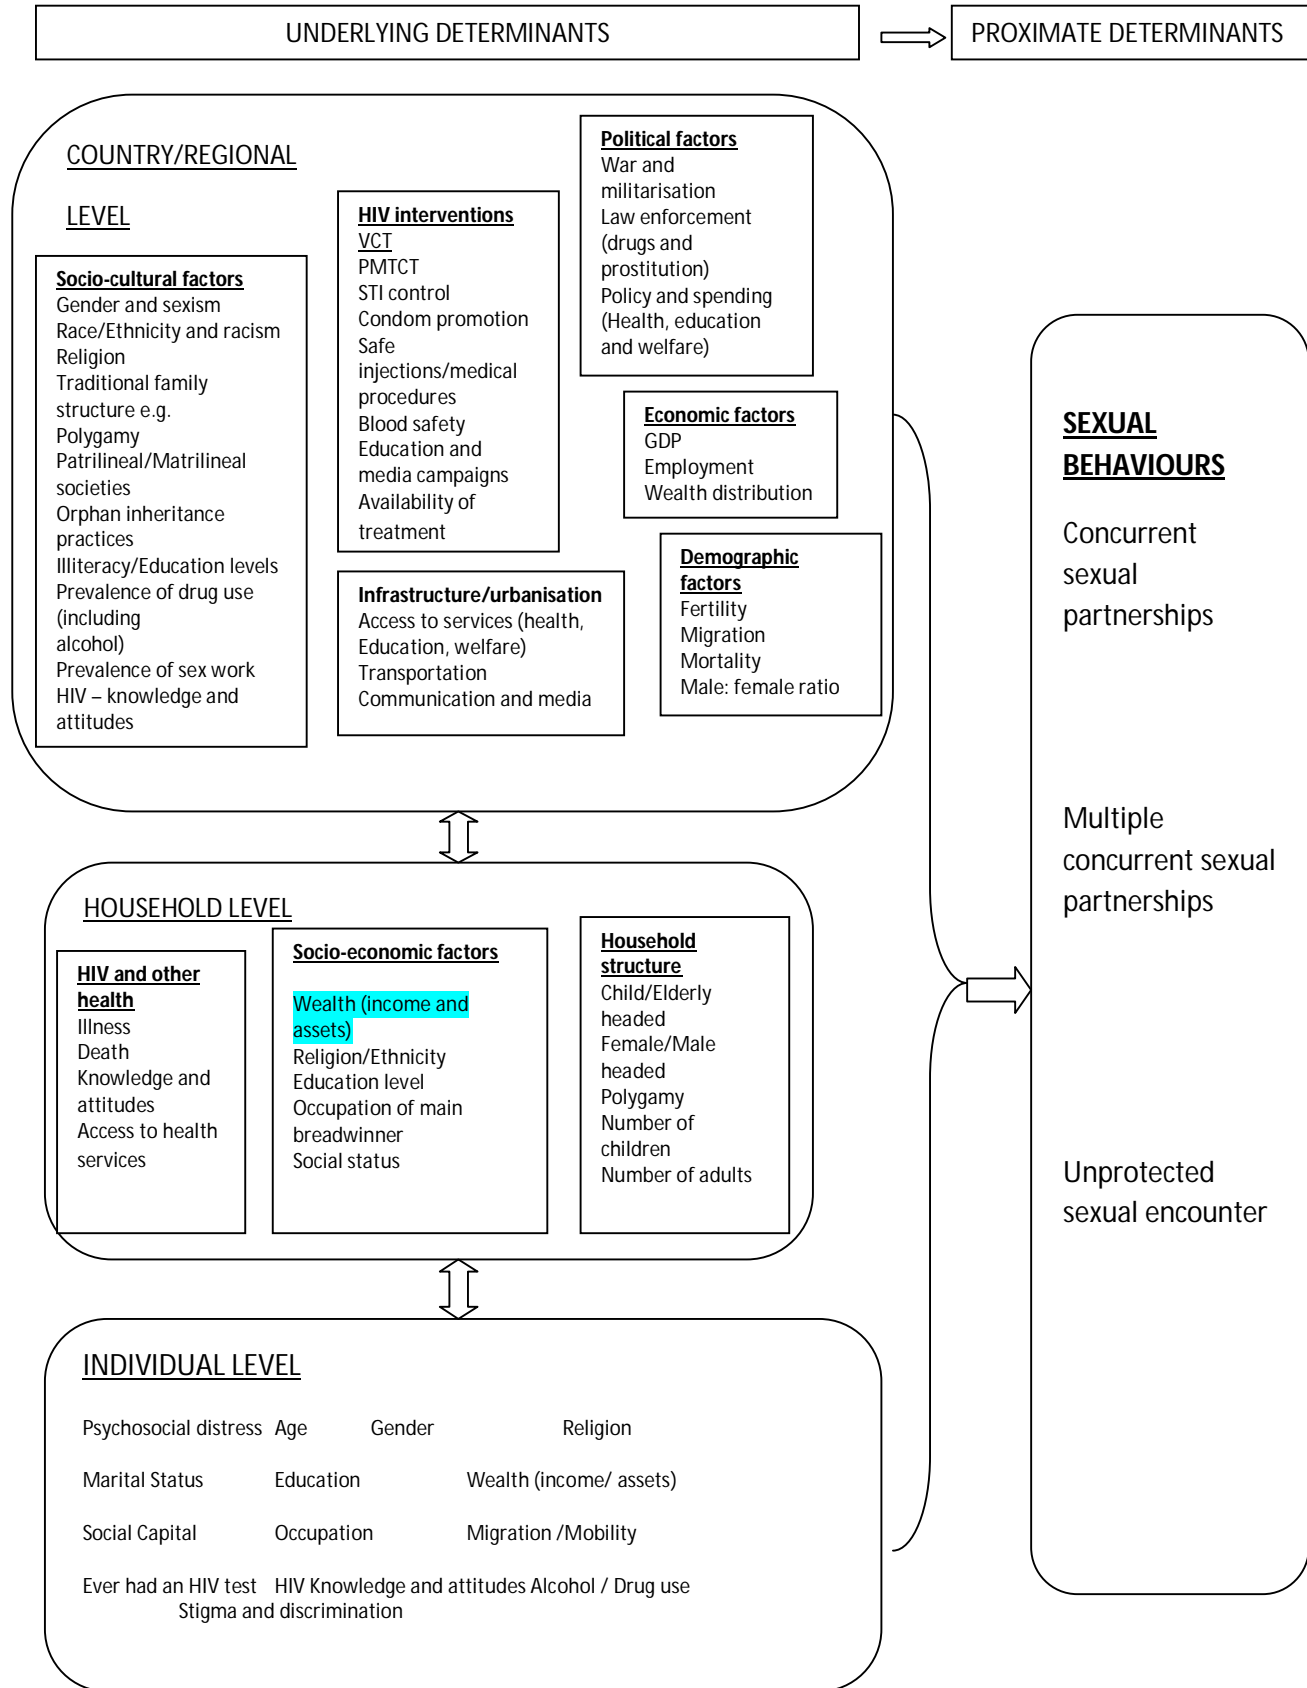 UNDERLYING DETERMINANTS
PROXIMATE DETERMINANTS
COUNTRY/REGIONAL
LEVEL
Socio-cultural factors
Gender and sexism
Race/Ethnicity and racism
Religion
Traditional family
structure e.g.
Polygamy
Patrilineal/Matrilineal
societies
Orphan inheritance
practices
Illiteracy/Education levels
Prevalence of drug use
(including
alcohol)
Prevalence of sex work
HIV – knowledge and
attitudes
HIV interventions
VCT
PMTCT
STI control
Condom promotion
Safe
injections/medical
procedures
Blood safety
Education and
media campaigns
Availability of
treatment
Infrastructure/urbanisation
Access to services (health,
Education, welfare)
Transportation
Communication and media
Political factors
War and
militarisation
Law enforcement
(drugs and
prostitution)
Policy and spending
(Health, education
and welfare)
Economic factors
GDP
Employment
Wealth distribution
Demographic
factors
Fertility
Migration
Mortality
Male: female ratio
HOUSEHOLD LEVEL
HIV and other
health
Illness
Death
Knowledge and
attitudes
Access to health
services
Socio-economic factors
Wealth (income and
assets)
Religion/Ethnicity
Education level
Occupation of main
breadwinner
Social status
Household
structure
Child/Elderly
headed
Female/Male
headed
Polygamy
Number of
children
Number of adults
INDIVIDUAL LEVEL
Psychosocial distress Age Gender Religion
Marital Status Education Wealth (income/ assets)
Social Capital Occupation Migration /Mobility
Ever had an HIV test HIV Knowledge and attitudes Alcohol / Drug use
Stigma and discrimination
SEXUAL
BEHAVIOURS
Concurrent
sexual
partnerships
Multiple
concurrent sexual
partnerships
Unprotected
sexual encounter